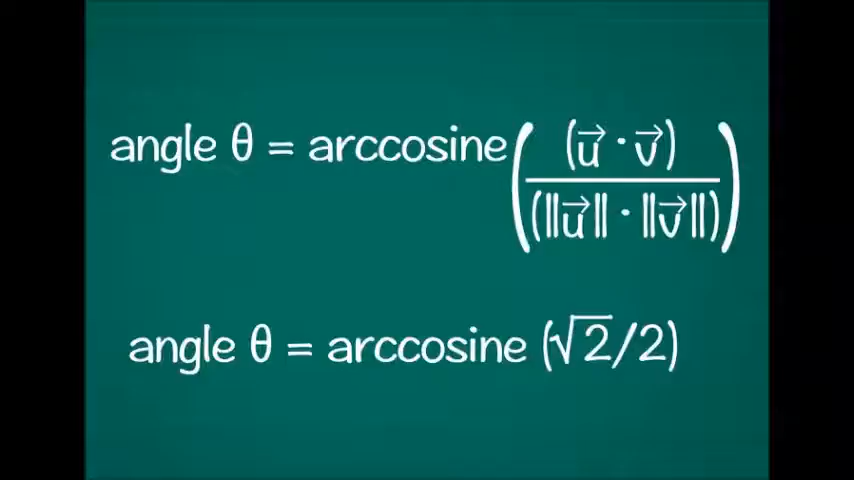 angle θ = arccosine((u⃗ · v⃗)/(‖u⃗‖ · ‖v⃗‖))
angle θ = arccosine (√2/2)